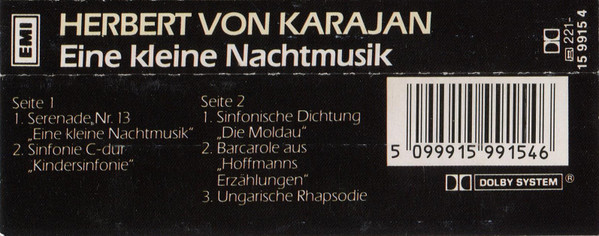 EMI
HERBERT VON KARAJAN
Eine kleine Nachtmusik
221-
15 9915 4
Seite 1
1. Serenade Nr. 13
„Eine kleine Nachtmusik“
2. Sinfonie C-dur
„Kindersinfonie“
Seite 2
1. Sinfonische Dichtung
„Die Moldau“
2. Barcarole aus
„Hoffmanns
Erzählungen“
3. Ungarische Rhapsodie
5 099915 991546
DOLBY SYSTEM ®